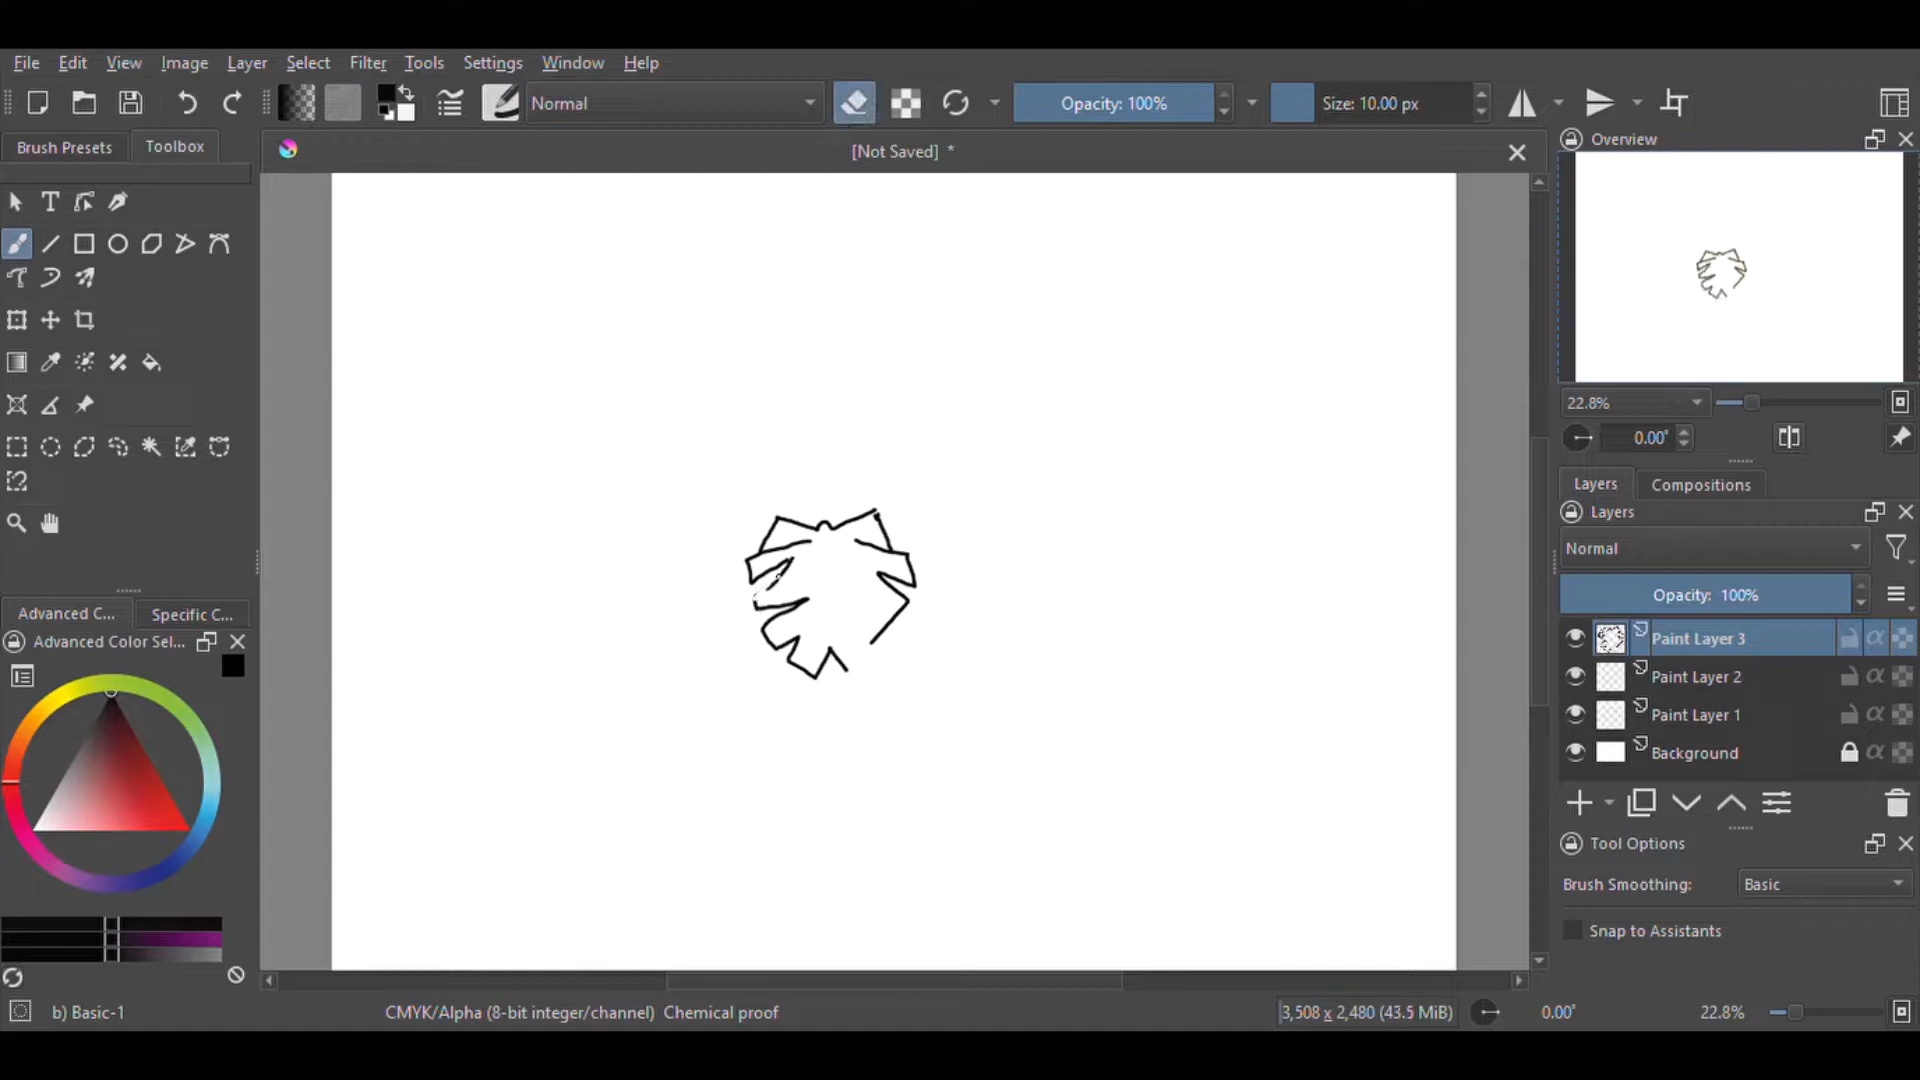 File Edit View Image Layer Select Filter Tools Settings Window Help
Normal
Opacity: 100%
Size: 10.00 px
Brush Presets
Toolbox
[Not Saved] *
Overview
22.8%
0.00°
Layers
Compositions
Layers
Normal
Opacity: 100%
Paint Layer 3
Paint Layer 2
Paint Layer 1
Background
Tool Options
Brush Smoothing: Basic
Snap to Assistants
Advanced C...
Specific C...
Advanced Color Sel...
b) Basic-1
CMYK/Alpha (8-bit integer/channel) Chemical proof
3,508 x 2,480 (43.5 MiB)
0.00°
22.8%